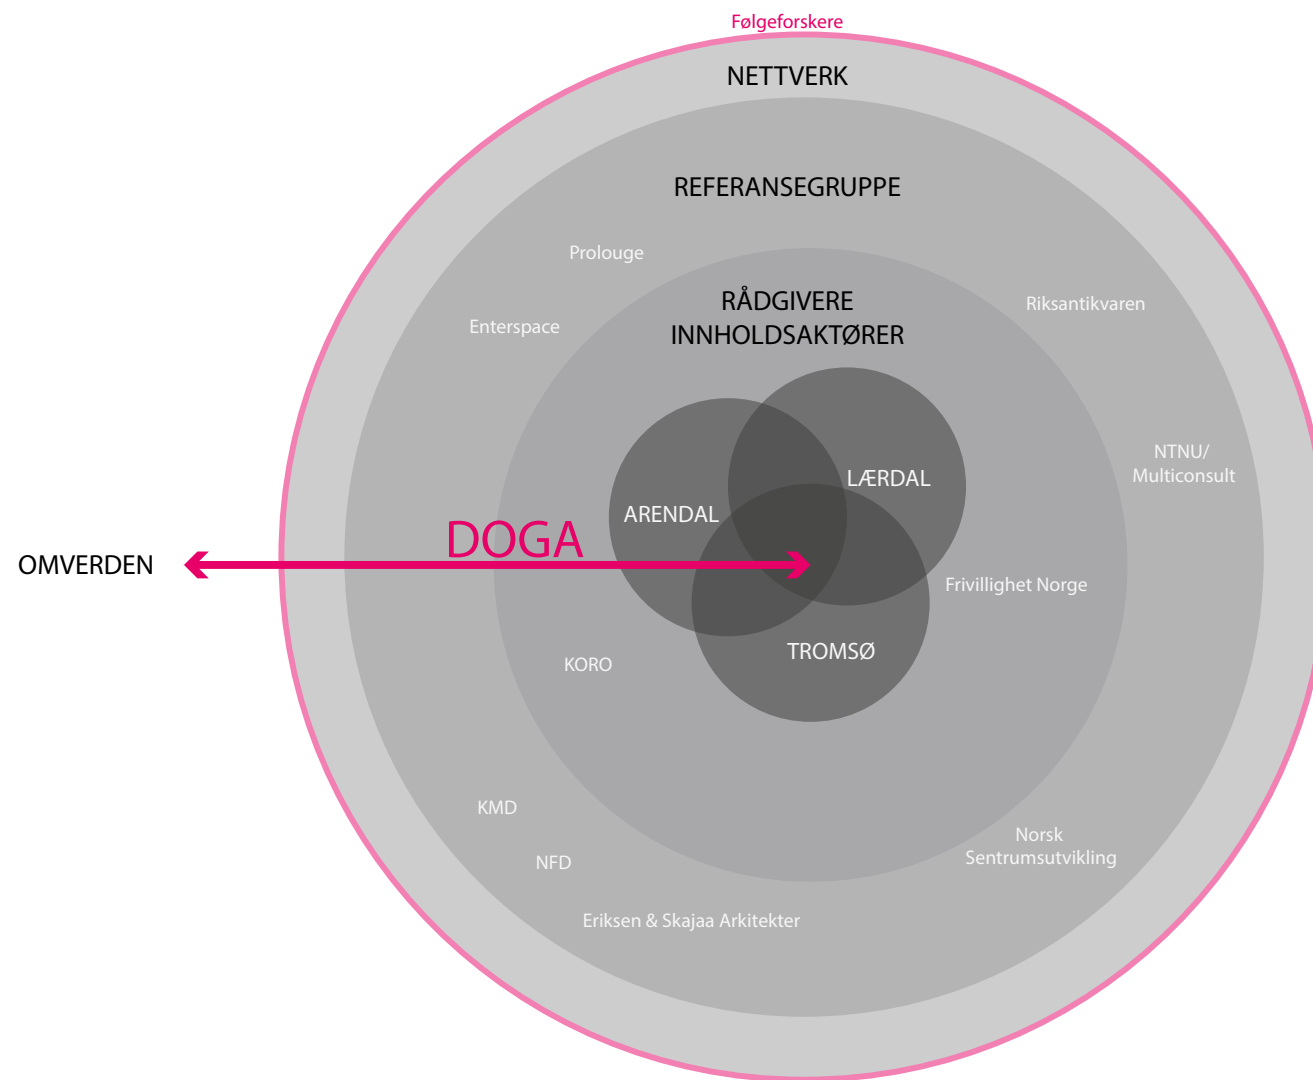 Følgeforskere
NETTVERK
REFERANSEGRUPPE
Prolouge
Enterspace
RÅDGIVERE
INNHOLDSAKTØRER
Riksantikvaren
NTNU/
Multiconsult
LÆRDAL
ARENDAL
DOGA
OMVERDEN
Frivillighet Norge
TROMSØ
KORO
KMD
NFD
Norsk
Sentrumsutvikling
Eriksen & Skajaa Arkitekter